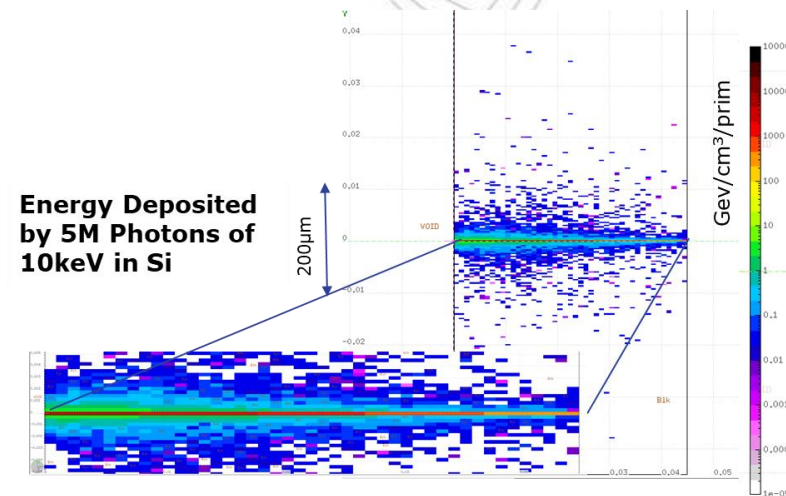 Y
0.04
0.03
0.02
0.01
0
-0.01
-0.02
VOID
Blk
0.03
0.04
0.05
Energy Deposited
by 5M Photons of
10keV in Si
200μm
Gev/cm³/prim
10000
1000
100
10
1
0.1
0.01
0.001